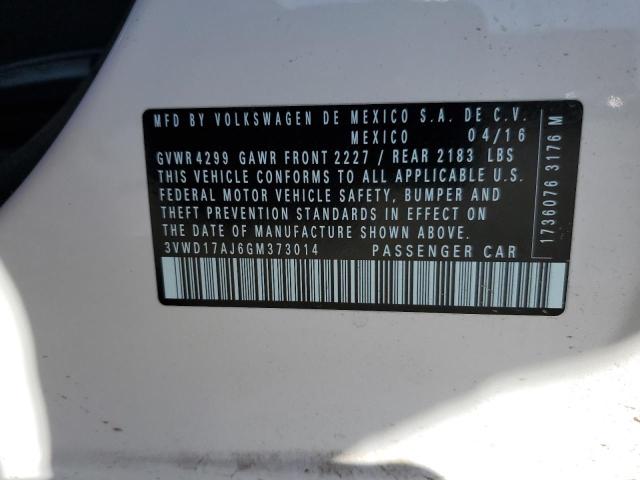 MFD BY VOLKSWAGEN DE MEXICO S.A. DE C.V.
MEXICO 04/16
GVWR 4299 GAWR FRONT 2227 / REAR 2183 LBS
THIS VEHICLE CONFORMS TO ALL APPLICABLE U.S.
FEDERAL MOTOR VEHICLE SAFETY, BUMPER AND
THEFT PREVENTION STANDARDS IN EFFECT ON
THE DATE OF MANUFACTURE SHOWN ABOVE.
3VWD17AJ6GM373014 PASSENGER CAR
1736076 3176 M